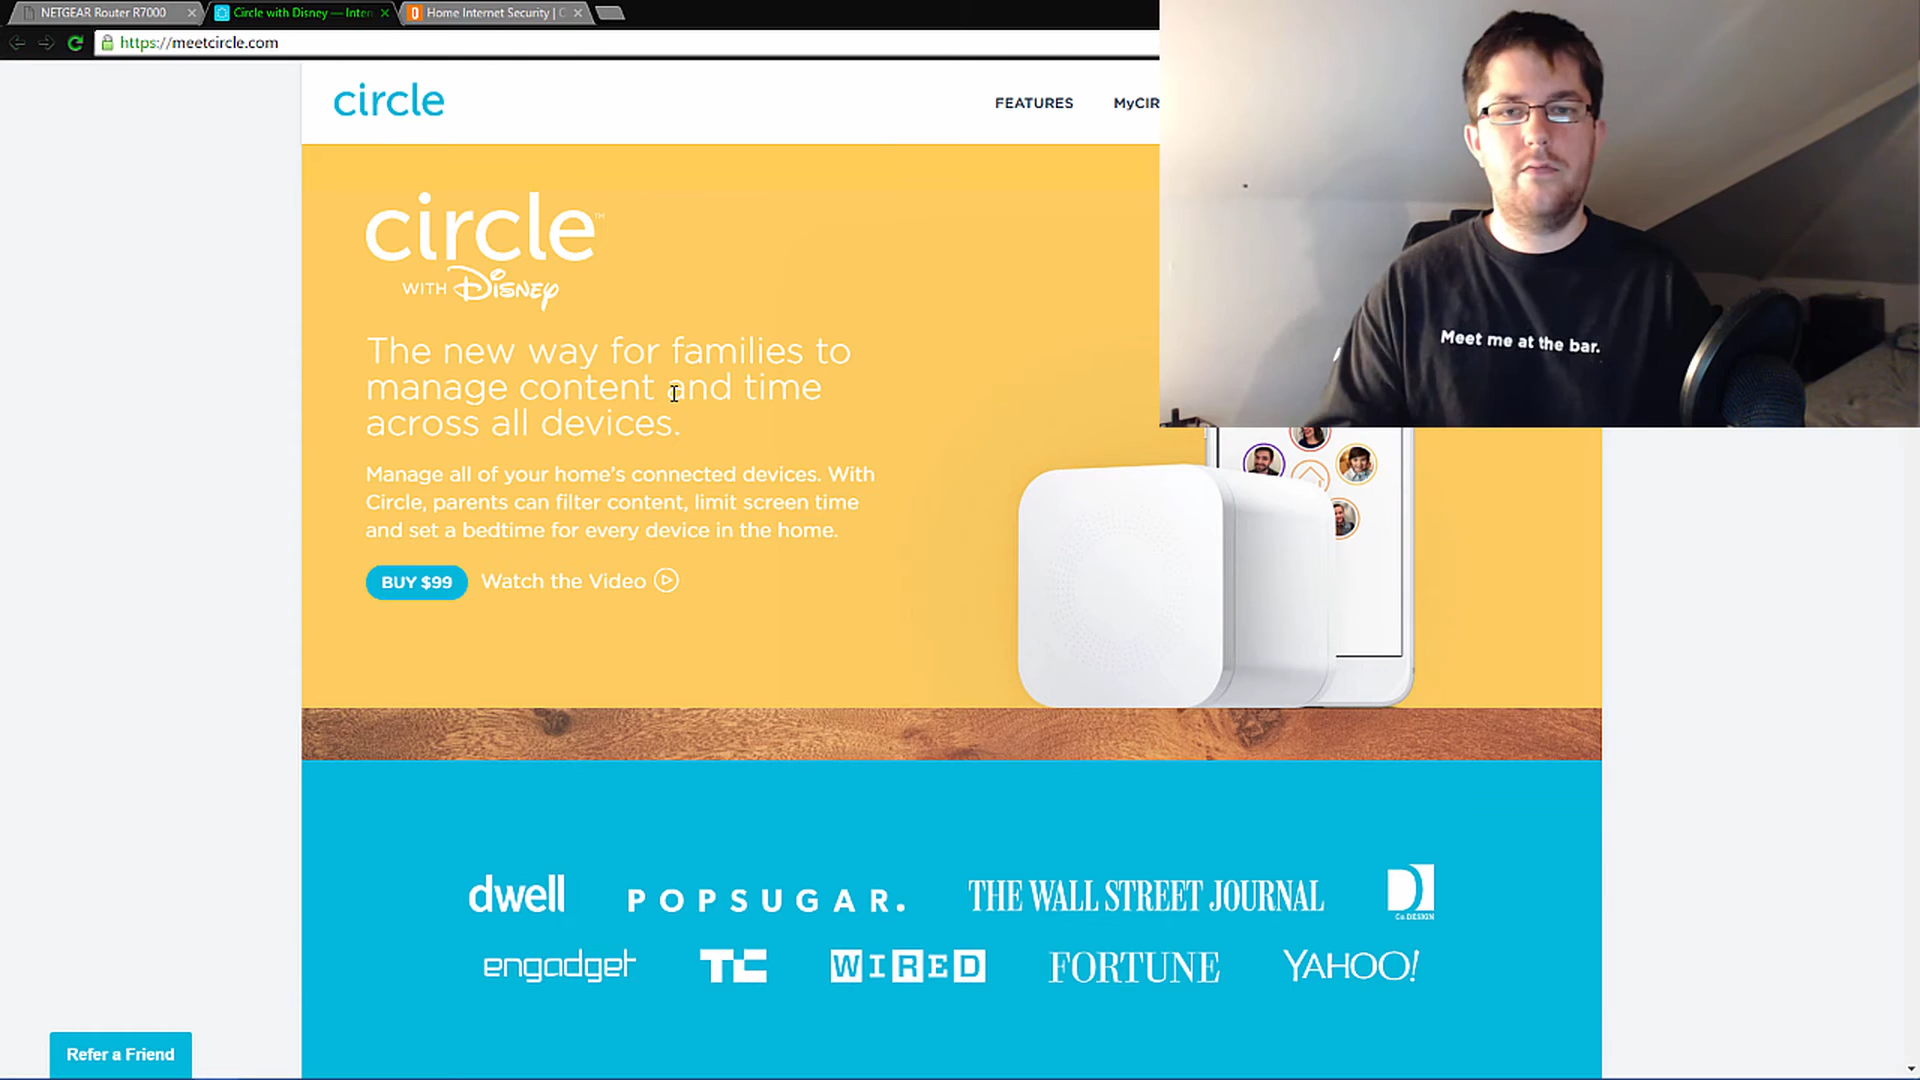 NETGEAR Router R7000
Circle with Disney — Inter
Home Internet Security | C
https://meetcircle.com
circle
FEATURES
MyCIR
circle™
WITH Disney
The new way for families to
manage content and time
across all devices.
Manage all of your home's connected devices. With
Circle, parents can filter content, limit screen time
and set a bedtime for every device in the home.
BUY $99
Watch the Video
Meet me at the bar.
dwell
POPSUGAR.
THE WALL STREET JOURNAL
Co.DESIGN
engadget
TC
WIRED
FORTUNE
YAHOO!
Refer a Friend